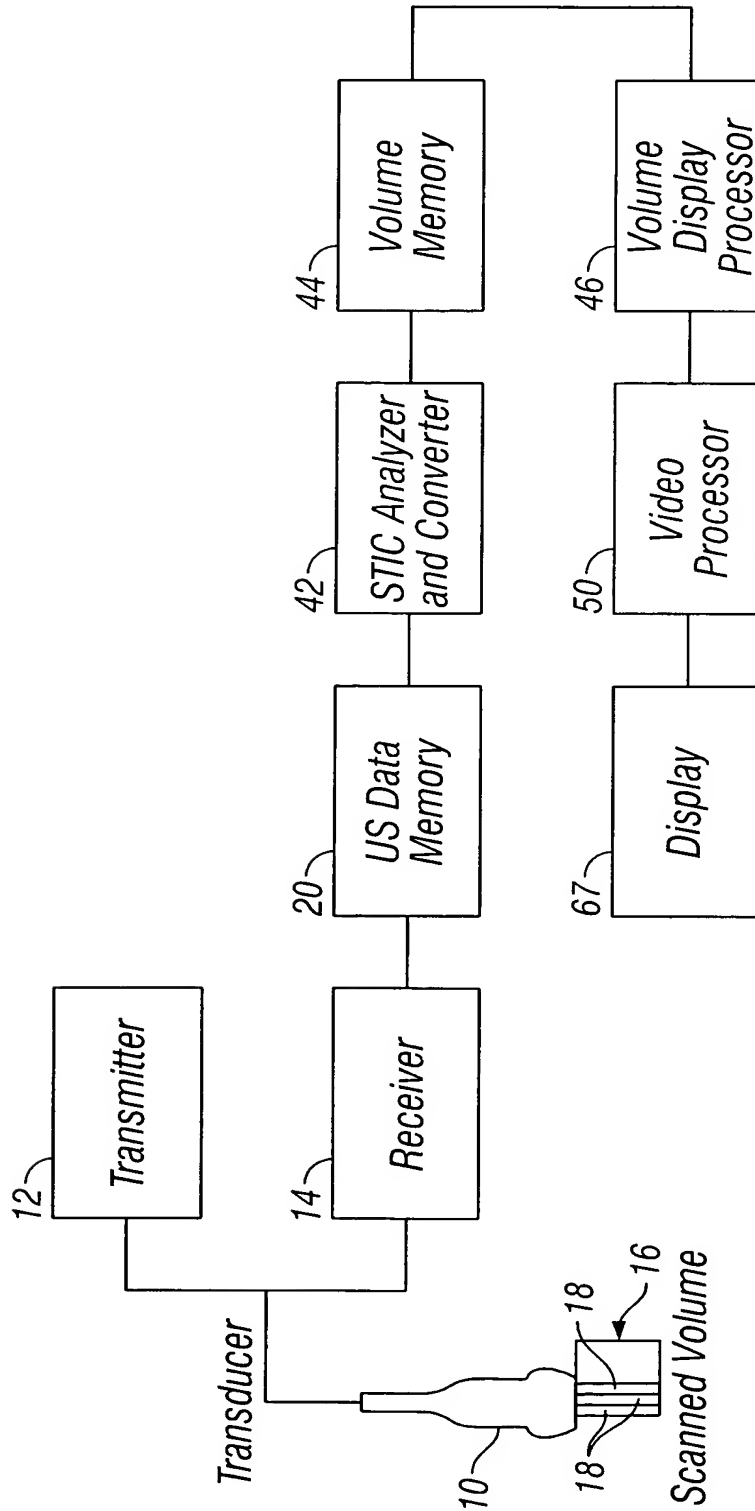 12
Transmitter
Transducer
14
Receiver
20
US Data
Memory
42
STIC Analyzer
and Converter
44
Volume
Memory
10
18
18
16
Scanned Volume
67
Display
50
Video
Processor
46
Volume
Display
Processor